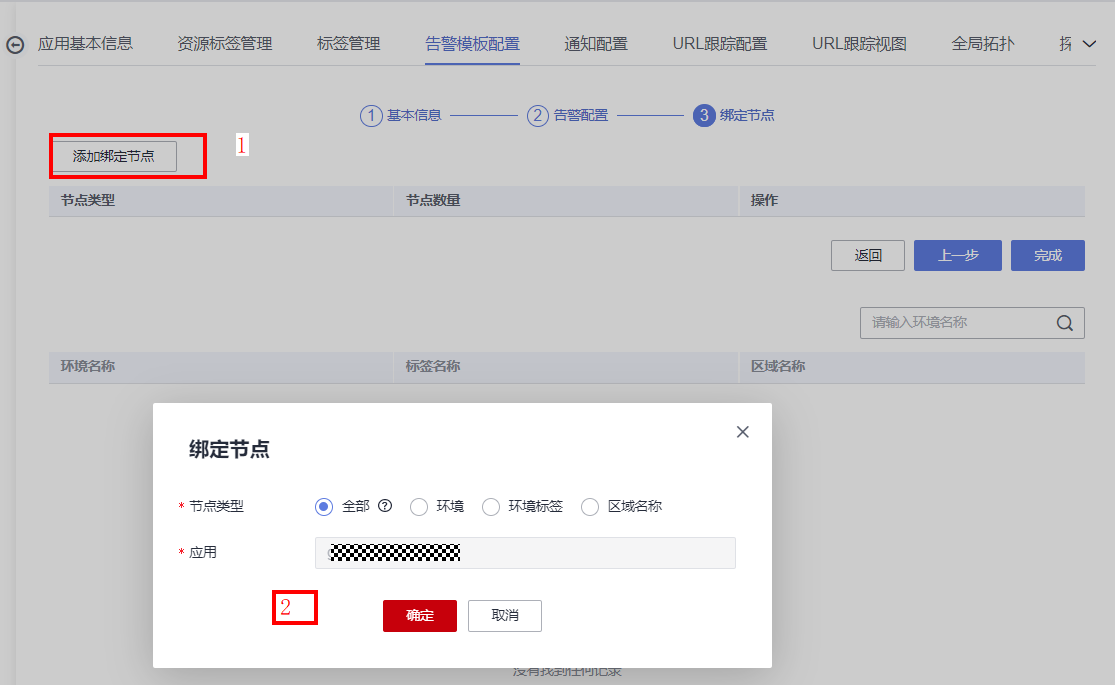 应用基本信息 资源标签管理 标签管理 告警模板配置 通知配置 URL跟踪配置 URL跟踪视图 全局拓扑
1 基本信息 2 告警配置 3 绑定节点
添加绑定节点 1
节点类型 节点数量 操作
返回 上一步 完成
请输入环境名称
环境名称 标签名称 区域名称
绑定节点
* 节点类型 全部 ? 环境 环境标签 区域名称
* 应用
2 确定 取消
没有找到任何记录